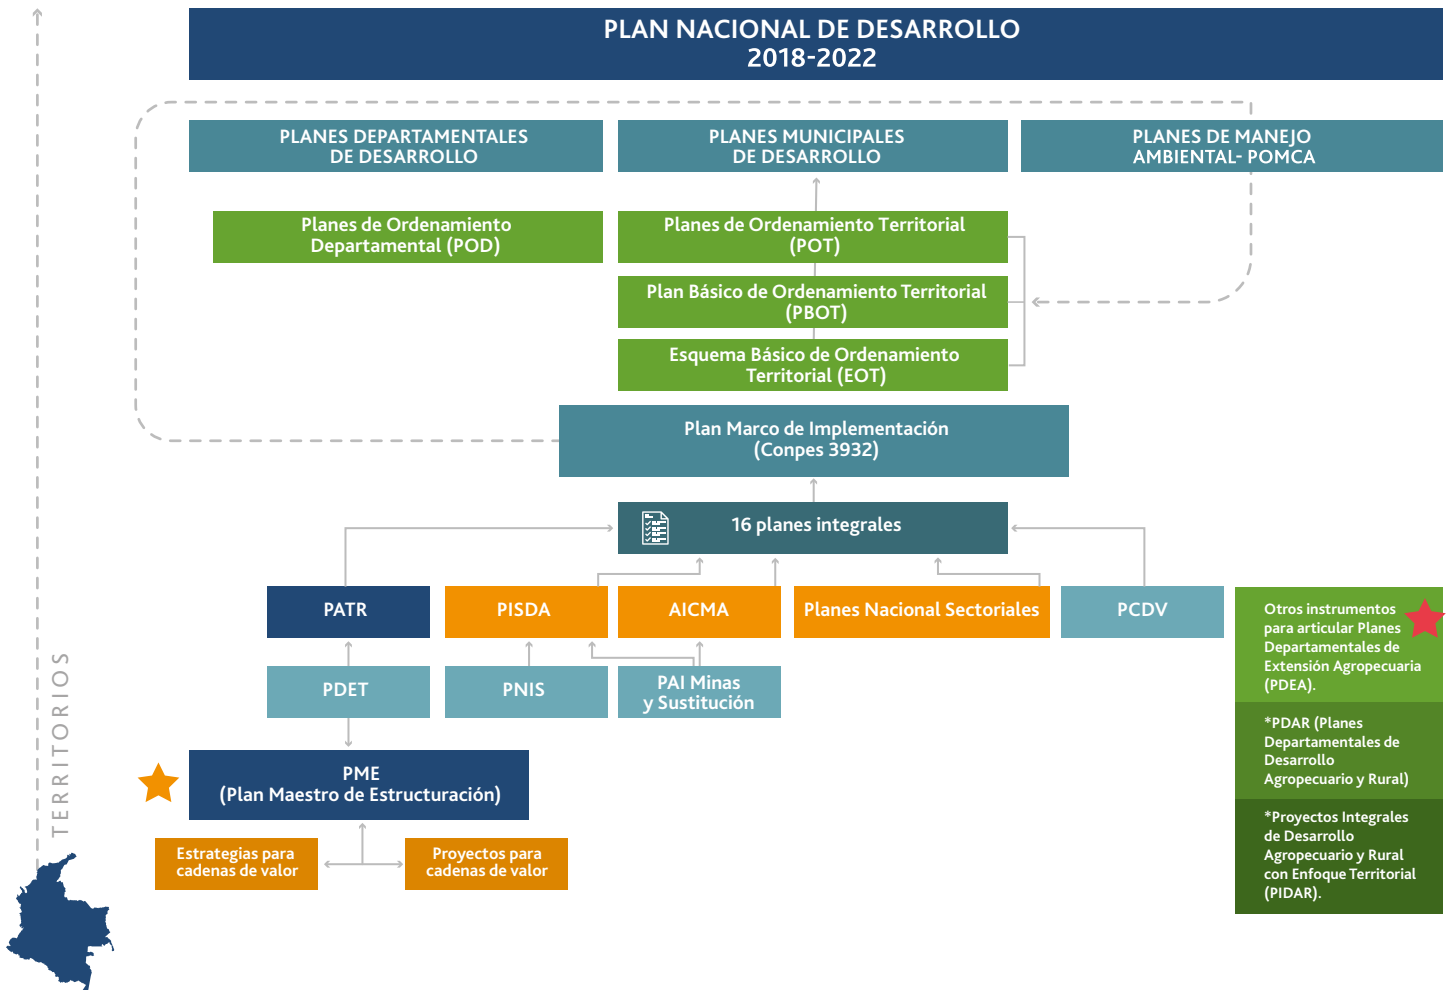 PLAN NACIONAL DE DESARROLLO
2018-2022
PLANES DEPARTAMENTALES
DE DESARROLLO
PLANES MUNICIPALES
DE DESARROLLO
PLANES DE MANEJO
AMBIENTAL- POMCA
Planes de Ordenamiento
Departamental (POD)
Planes de Ordenamiento Territorial
(POT)
Plan Básico de Ordenamiento Territorial
(PBOT)
Esquema Básico de Ordenamiento
Territorial (EOT)
Plan Marco de Implementación
(Conpes 3932)
16 planes integrales
PATR
PISDA
AICMA
Planes Nacional Sectoriales
PCDV
PDET
PNIS
PAI Minas
y Sustitución
PME
(Plan Maestro de Estructuración)
Estrategias para
cadenas de valor
Proyectos para
cadenas de valor
Otros instrumentos
para articular Planes
Departamentales de
Extensión Agropecuaria
(PDEA).
*PDAR (Planes
Departamentales de
Desarrollo
Agropecuario y Rural)
*Proyectos Integrales
de Desarrollo
Agropecuario y Rural
con Enfoque Territorial
(PIDAR).
TERRITORIOS